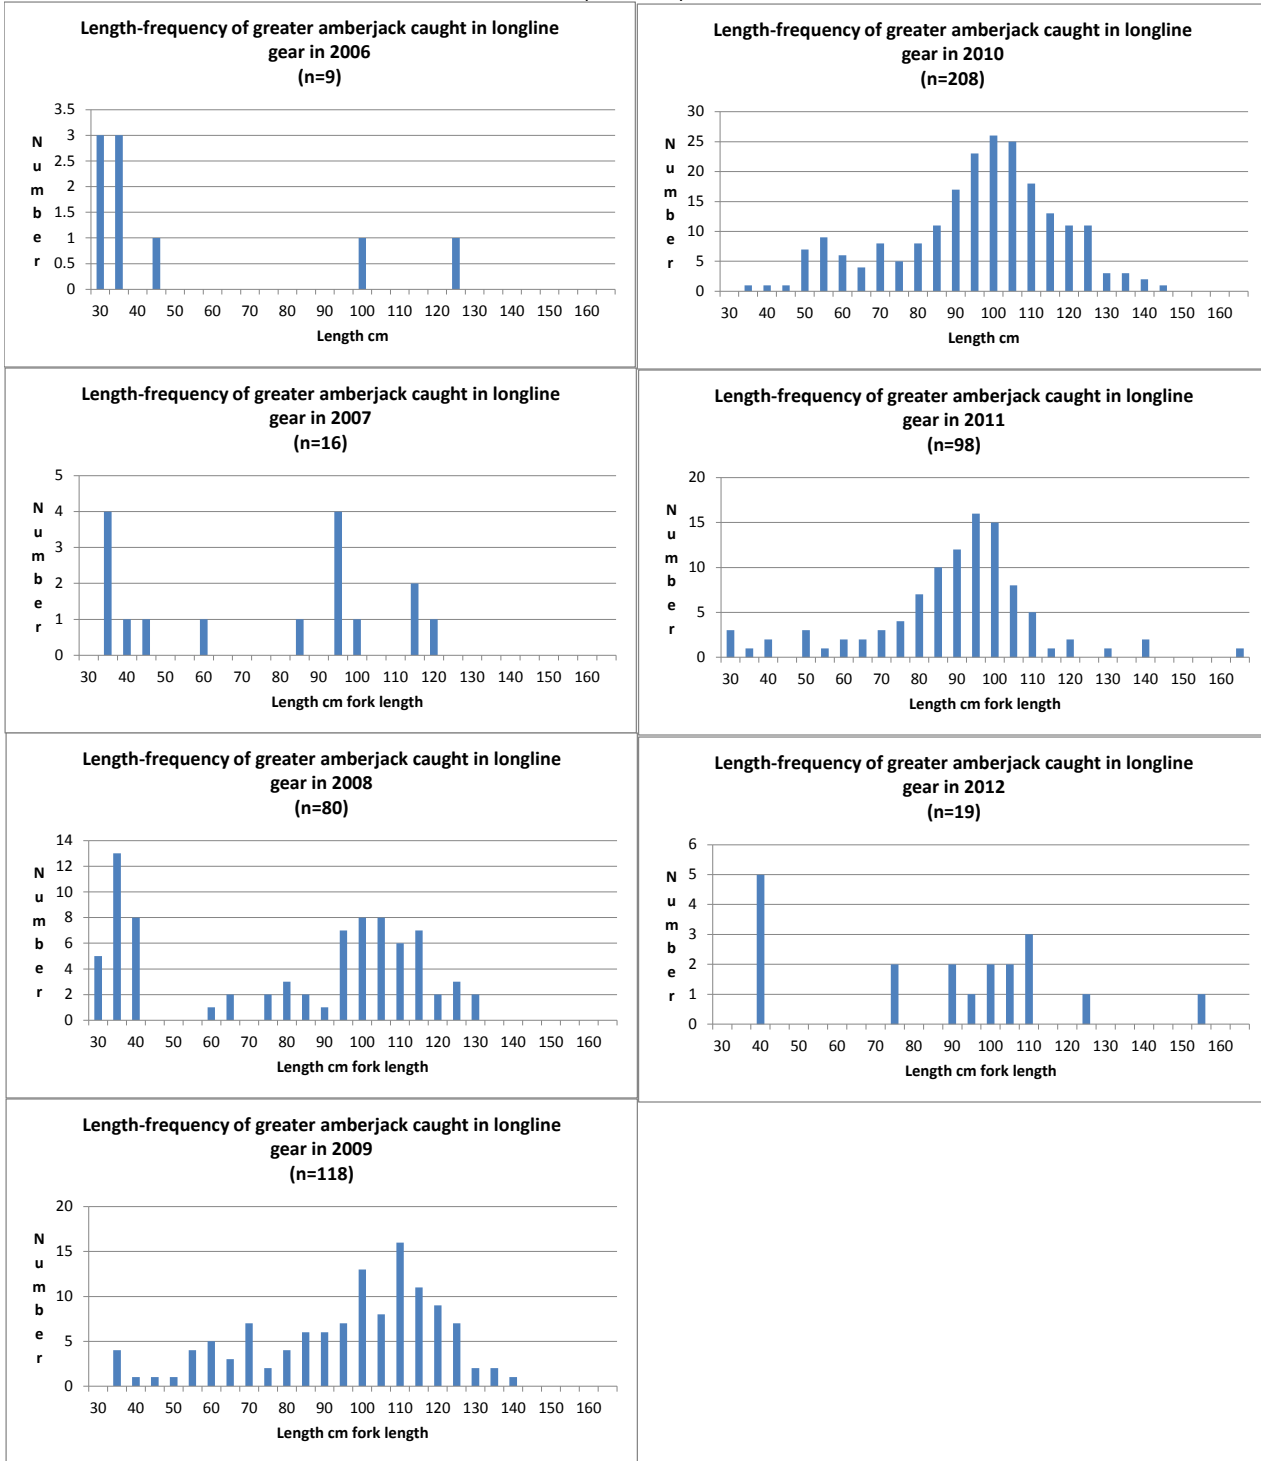 Length-frequency of greater amberjack caught in longline
gear in 2006
(n=9)
Number
3.5
3
2.5
2
1.5
1
0.5
0
30 40 50 60 70 80 90 100 110 120 130 140 150 160
Length cm
Length-frequency of greater amberjack caught in longline
gear in 2007
(n=16)
Number
5
4
3
2
1
0
30 40 50 60 70 80 90 100 110 120 130 140 150 160
Length cm fork length
Length-frequency of greater amberjack caught in longline
gear in 2008
(n=80)
Number
14
12
10
8
6
4
2
0
30 40 50 60 70 80 90 100 110 120 130 140 150 160
Length cm fork length
Length-frequency of greater amberjack caught in longline
gear in 2009
(n=118)
Number
20
15
10
5
0
30 40 50 60 70 80 90 100 110 120 130 140 150 160
Length cm fork length
Length-frequency of greater amberjack caught in longline
gear in 2010
(n=208)
Number
30
25
20
15
10
5
0
30 40 50 60 70 80 90 100 110 120 130 140 150 160
Length cm
Length-frequency of greater amberjack caught in longline
gear in 2011
(n=98)
Number
20
15
10
5
0
30 40 50 60 70 80 90 100 110 120 130 140 150 160
Length cm fork length
Length-frequency of greater amberjack caught in longline
gear in 2012
(n=19)
Number
6
5
4
3
2
1
0
30 40 50 60 70 80 90 100 110 120 130 140 150 160
Length cm fork length